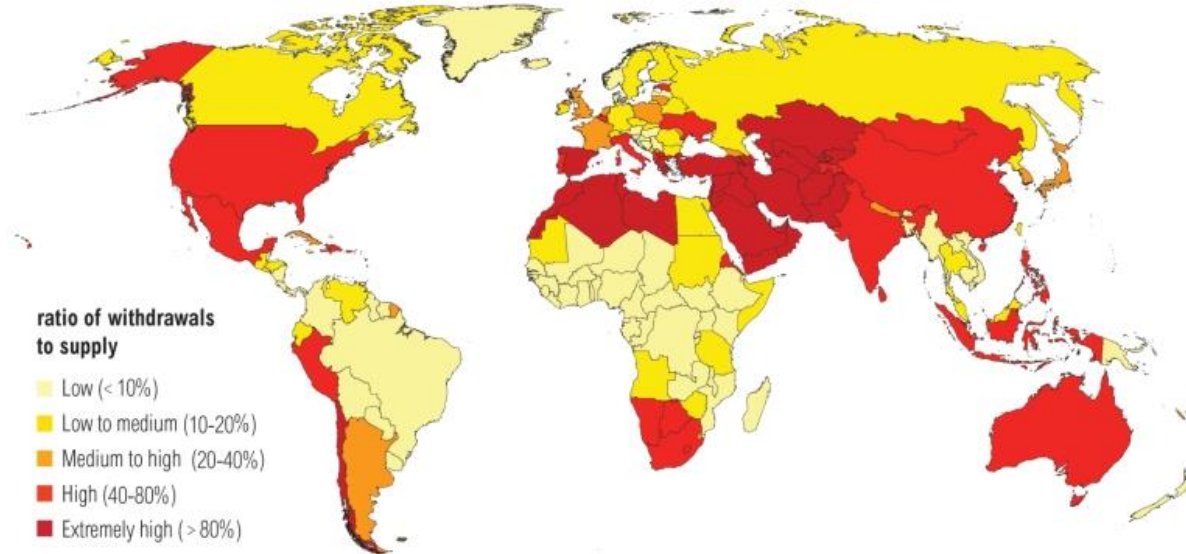 ratio of withdrawals
to supply
Low (< 10%)
Low to medium (10-20%)
Medium to high (20-40%)
High (40-80%)
Extremely high (> 80%)